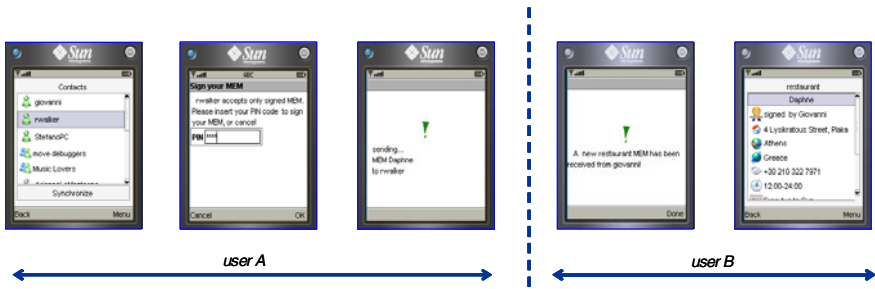 Sun
Contacts
giovanni
rwalker
StefanoPC
move debuggers
Music Lovers
Synchronize
Back Menu
Sun
ABC
Sign your MEM
rwalker accepts only signed MEM.
Please insert your PIN code to sign
your MEM, or cancel
PIN ****
Cancel OK
Sun
sending...
MEM Daphne
to rwalker
user A
Sun
A new restaurant MEM has been
received from giovanni!
Done
Sun
restaurant
Daphne
signed by Giovanni
4 Lysikratous Street, Plaka
Athens
Greece
+30 210 322 7971
12:00-24:00
Back Menu
user B